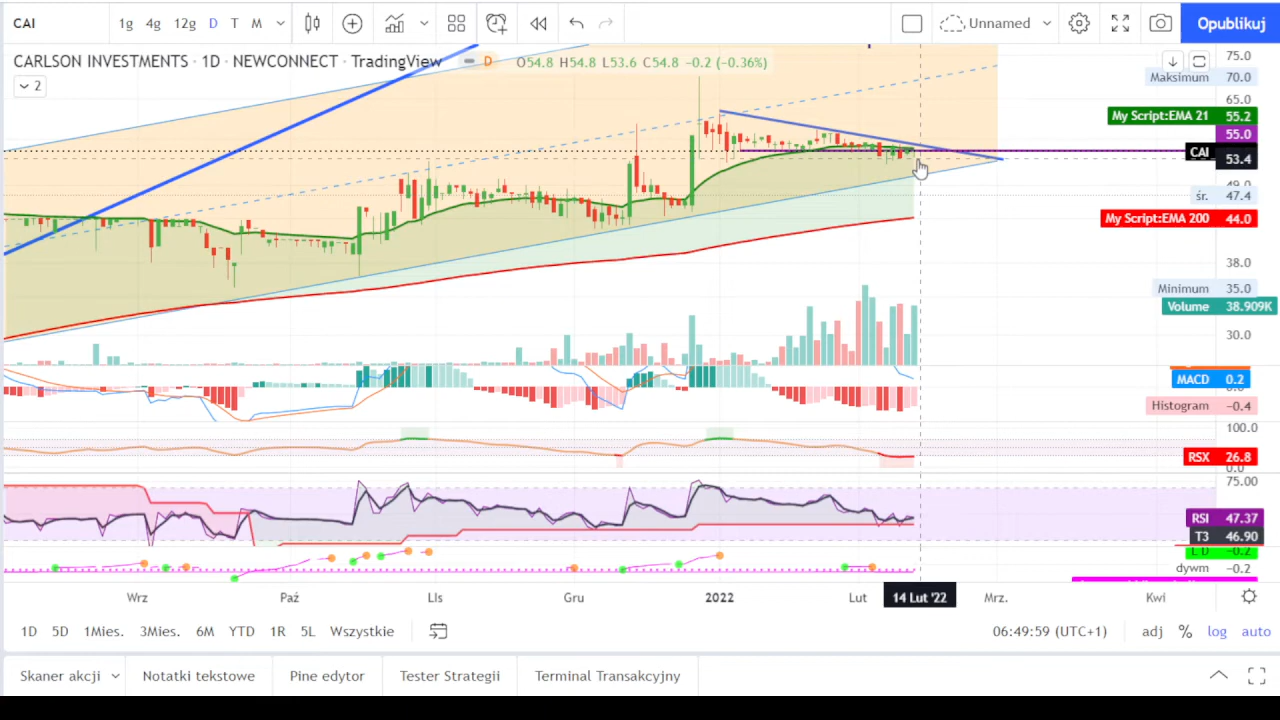 CAI 1g 4g 12g D T M Unnamed Opublikuj
CARLSON INVESTMENTS · 1D · NEWCONNECT · TradingView D O54.8 H54.8 L53.6 C54.8 −0.2 (−0.36%)
2
75.0
Maksimum 70.0
65.0
My Script:EMA 21 55.2
55.0
CAI 53.4
49.0
śr. 47.4
My Script:EMA 200 44.0
38.0
Minimum 35.0
Volume 38.909K
30.0
MACD 0.2
Histogram −0.4
100.0
RSX 26.8
0.0
75.00
RSI 47.37
T3 46.90
L D −0.2
dywm −0.2
Wrz Paź LIs Gru 2022 Lut 14 Lut '22 Mrz. Kwi
1D 5D 1Mies. 3Mies. 6M YTD 1R 5L Wszystkie 06:49:59 (UTC+1) adj % log auto
Skaner akcji Notatki tekstowe Pine edytor Tester Strategii Terminal Transakcyjny